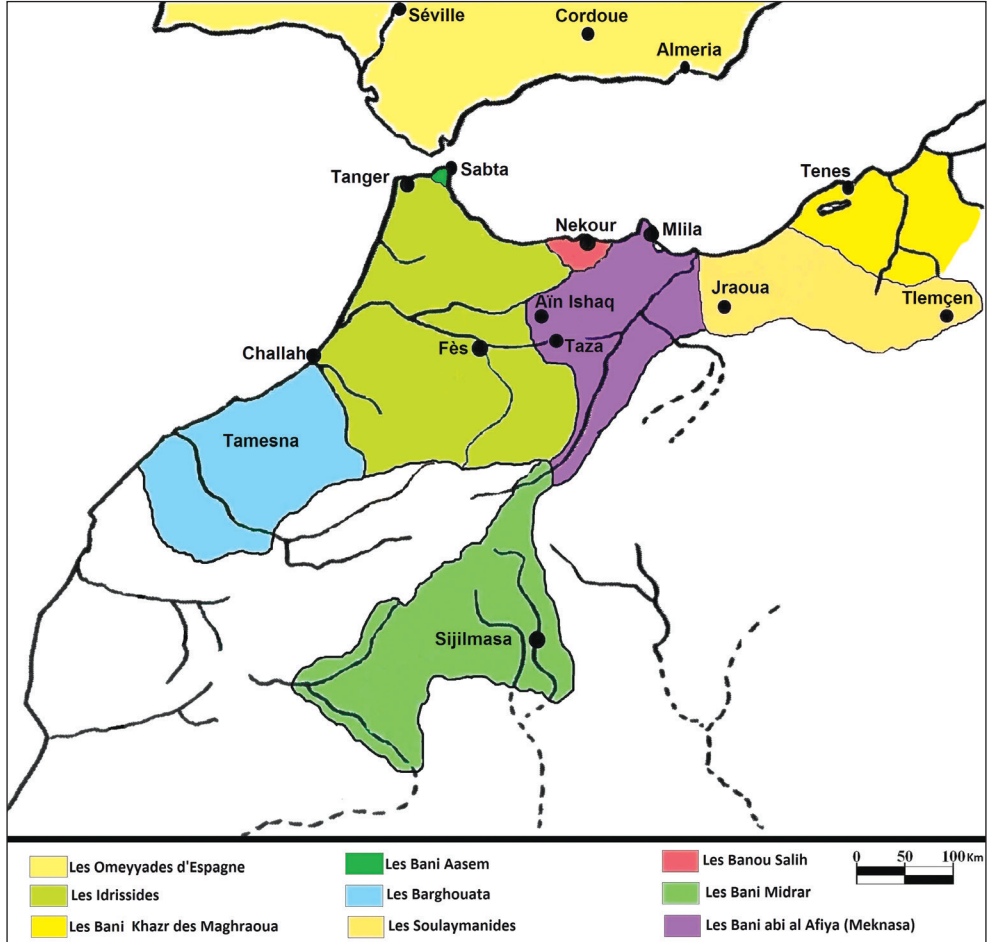 Séville
Cordoue
Almeria
Sabta
Tanger
Tenes
Nekour
Mlila
Jraoua
Tlemçen
Aïn Ishaq
Fès
Taza
Challah
Tamesna
Sijilmasa
Les Omeyyades d'Espagne
Les Bani Aasem
Les Banou Salih
0 50 100 Km
Les Idrissides
Les Barghouata
Les Bani Midrar
Les Bani Khazr des Maghraoua
Les Soulaymanides
Les Bani abi al Afiya (Meknasa)